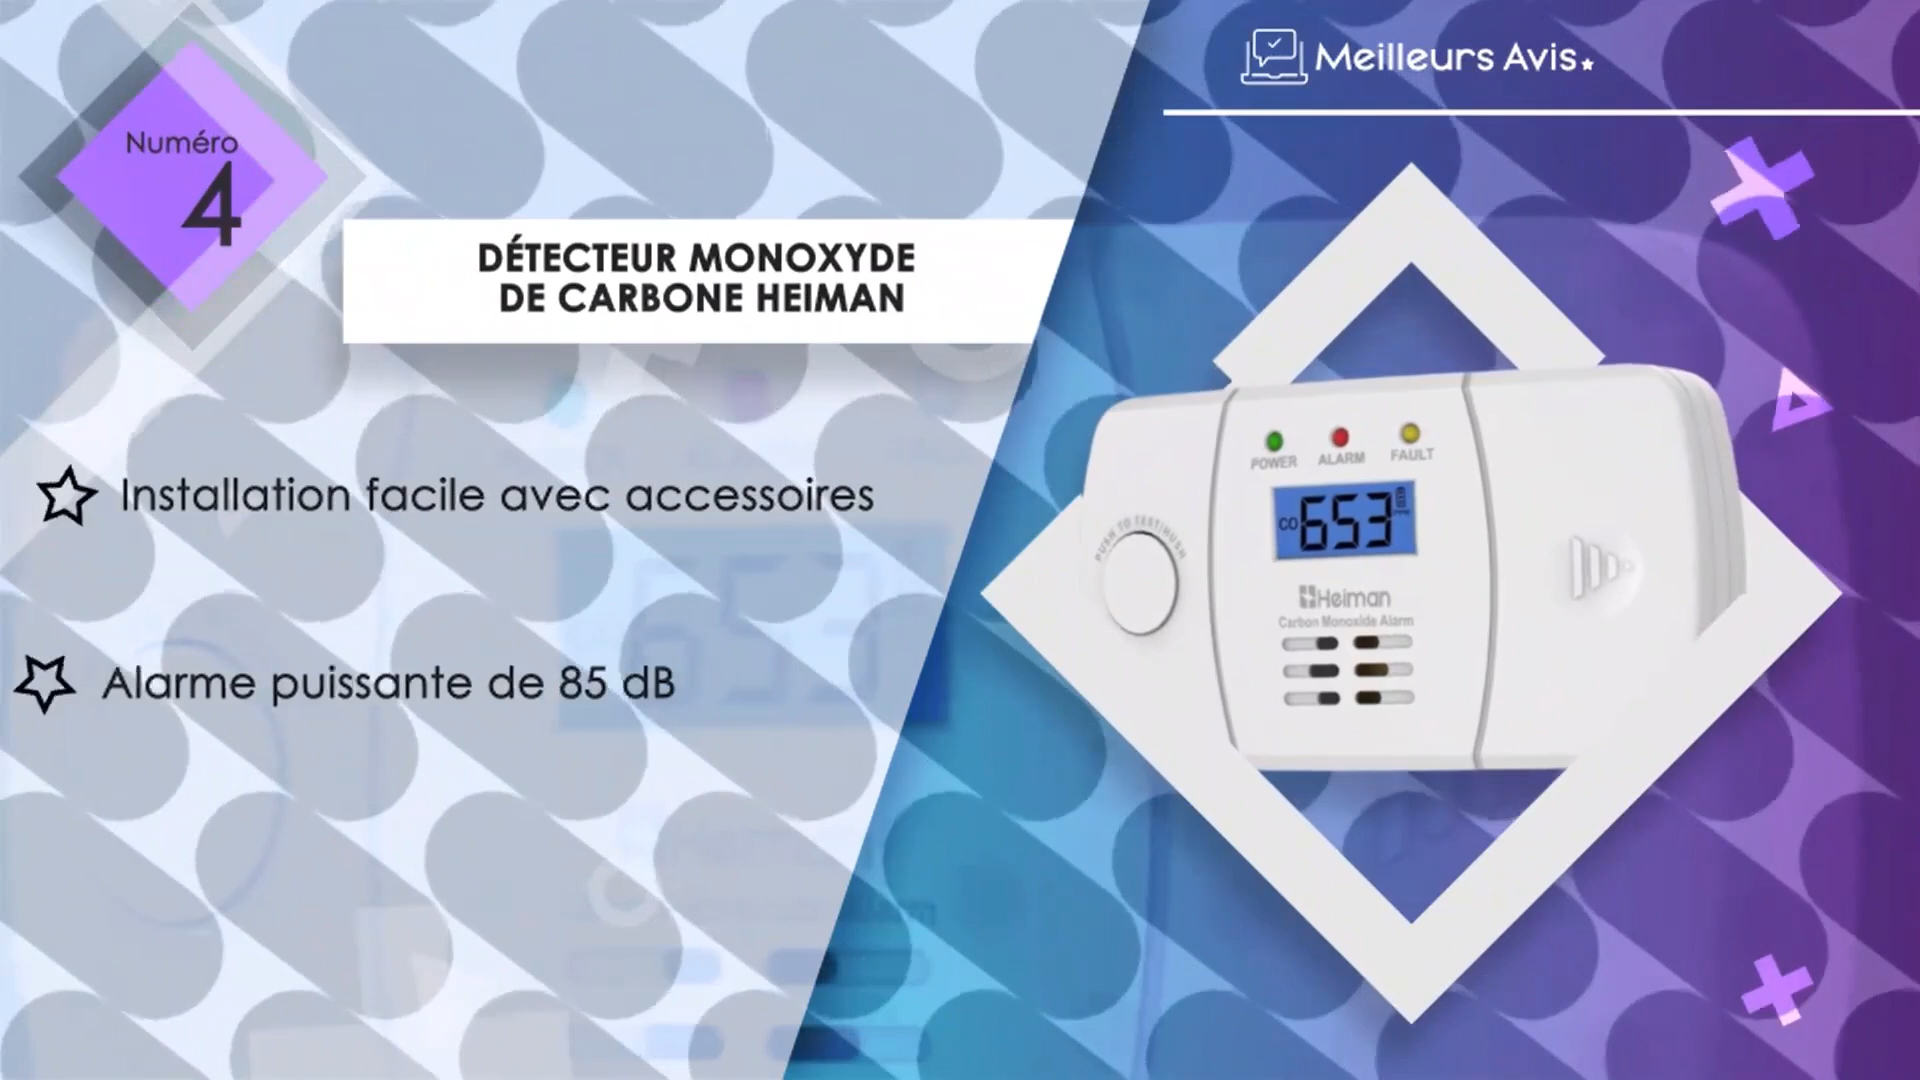 Numéro
4
Meilleurs Avis
DÉTECTEUR MONOXYDE
DE CARBONE HEIMAN
Installation facile avec accessoires
Alarme puissante de 85 dB
POWER ALARM FAULT
CO 653
PUSH TO TEST/HUSH
Heiman
Carbon Monoxide Alarm